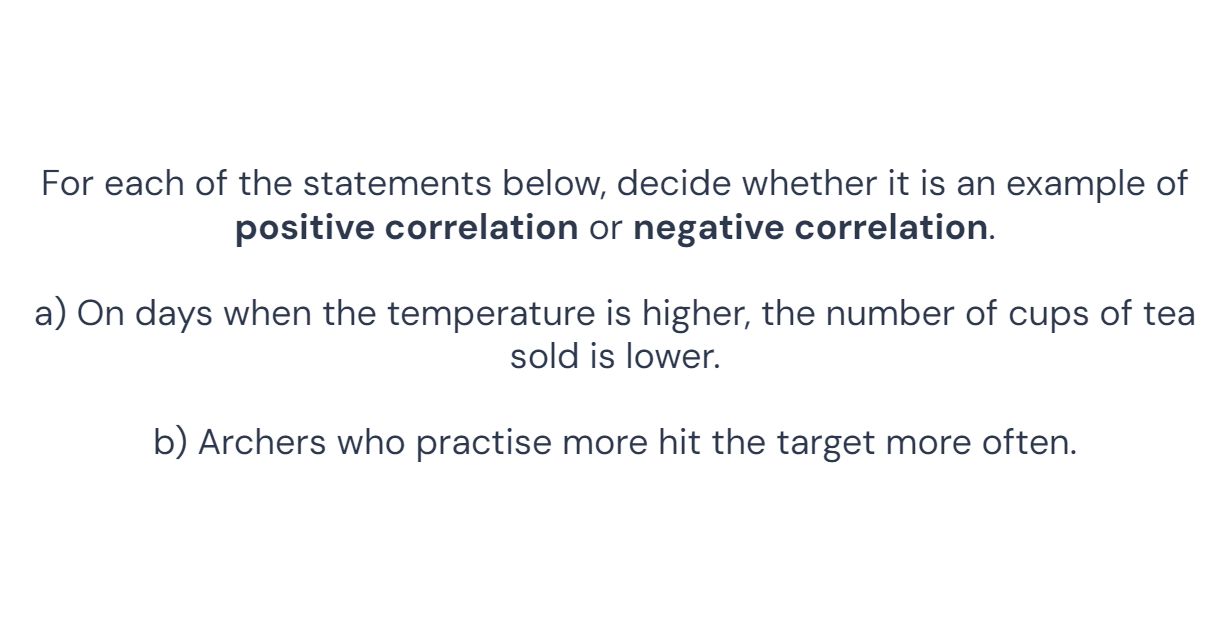 For each of the statements below, decide whether it is an example of
positive correlation or negative correlation.
a) On days when the temperature is higher, the number of cups of tea
sold is lower.
b) Archers who practise more hit the target more often.